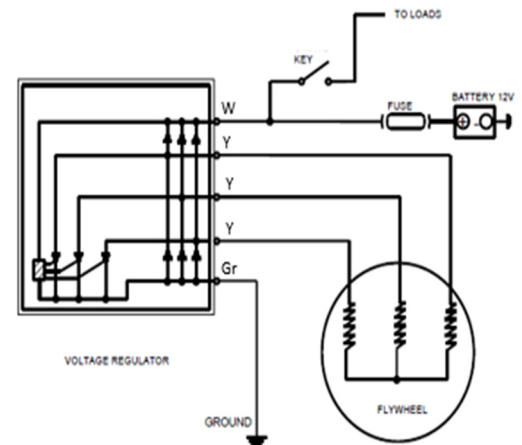 TO LOADS
KEY
W
FUSE
BATTERY 12V
+ -
Y
Y
Y
Gr
VOLTAGE REGULATOR
GROUND
FLYWHEEL